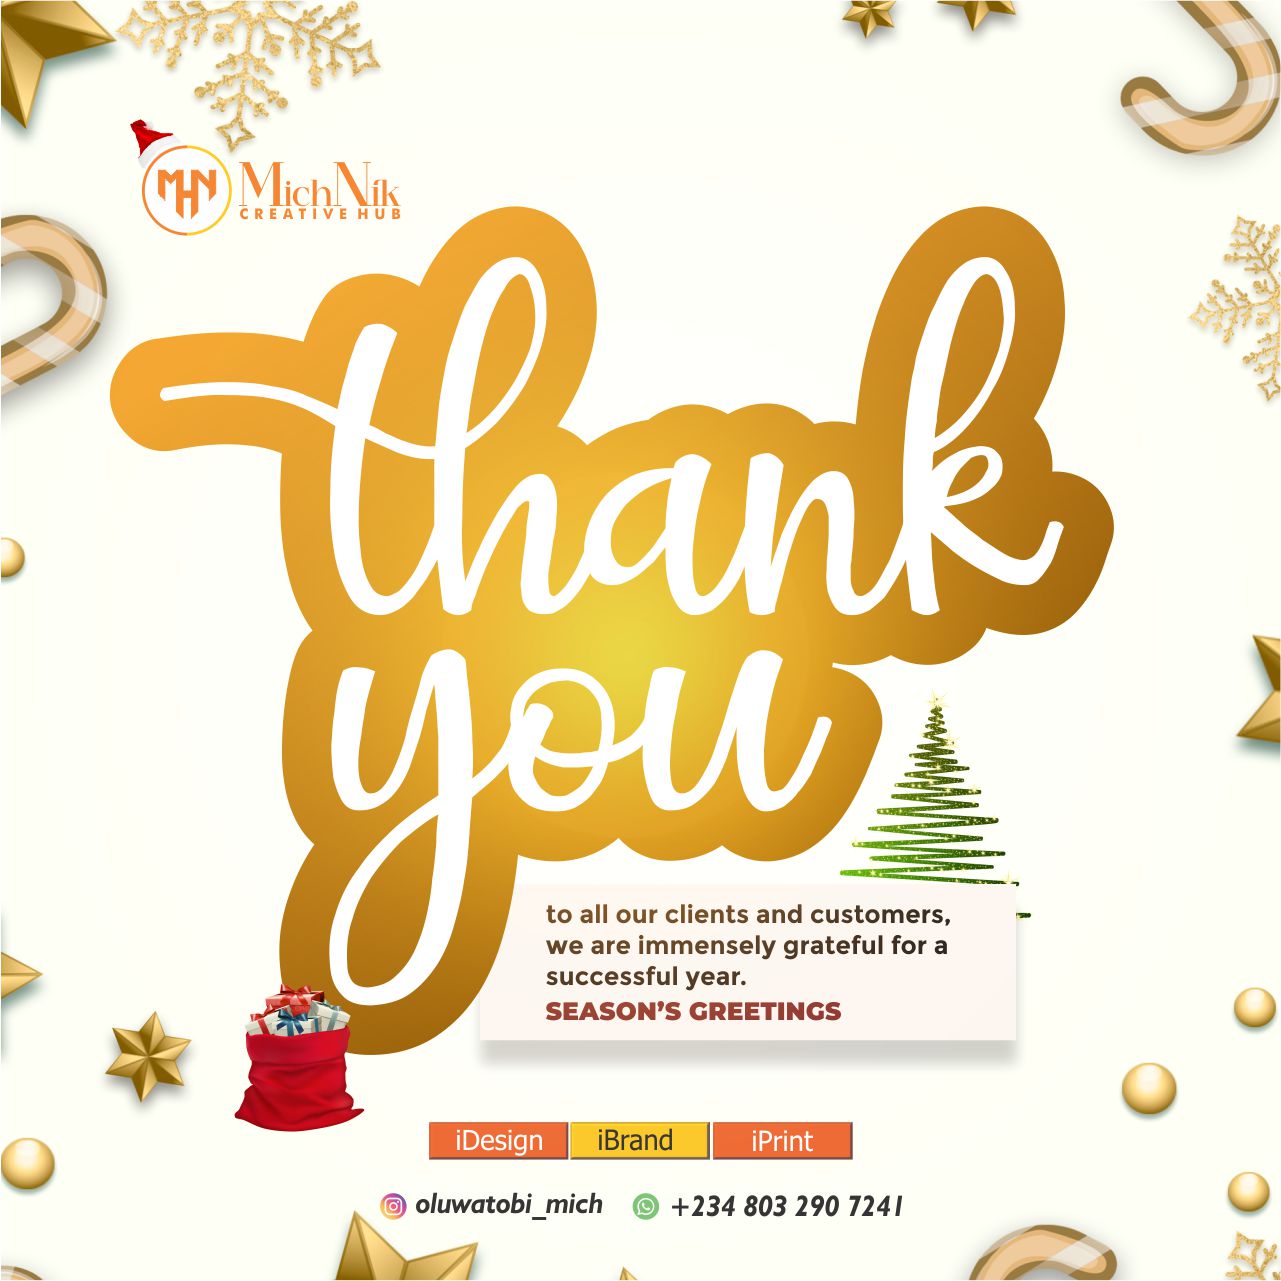 MHN
MichNík
CREATIVE HUB
thank
you
to all our clients and customers,
we are immensely grateful for a
successful year.
SEASON'S GREETINGS
iDesign iBrand iPrint
oluwatobi_mich +234 803 290 7241